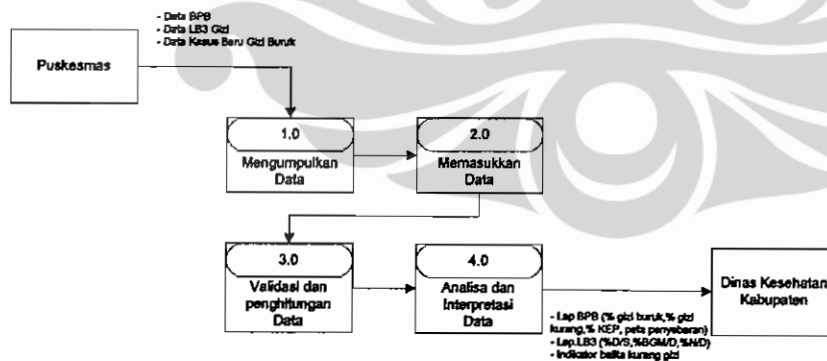 - Data BPB
- Data LB3 Gizi
- Data Kasus Baru Gizi Buruk
Puskesmas
1.0
Mengumpulkan
Data
2.0
Memasukkan
Data
3.0
Validasi dan
penghitungan
Data
4.0
Analisa dan
Interpretasi
Data
Dinas Kesehatan
Kabupaten
- Lap BPB (% gizi buruk,% gizi
kurang,% KEP, peta penyebaran)
- Lap.LB3 (%D/S,%BGM/D,%N/D)
- Indikator balita kurang gizi